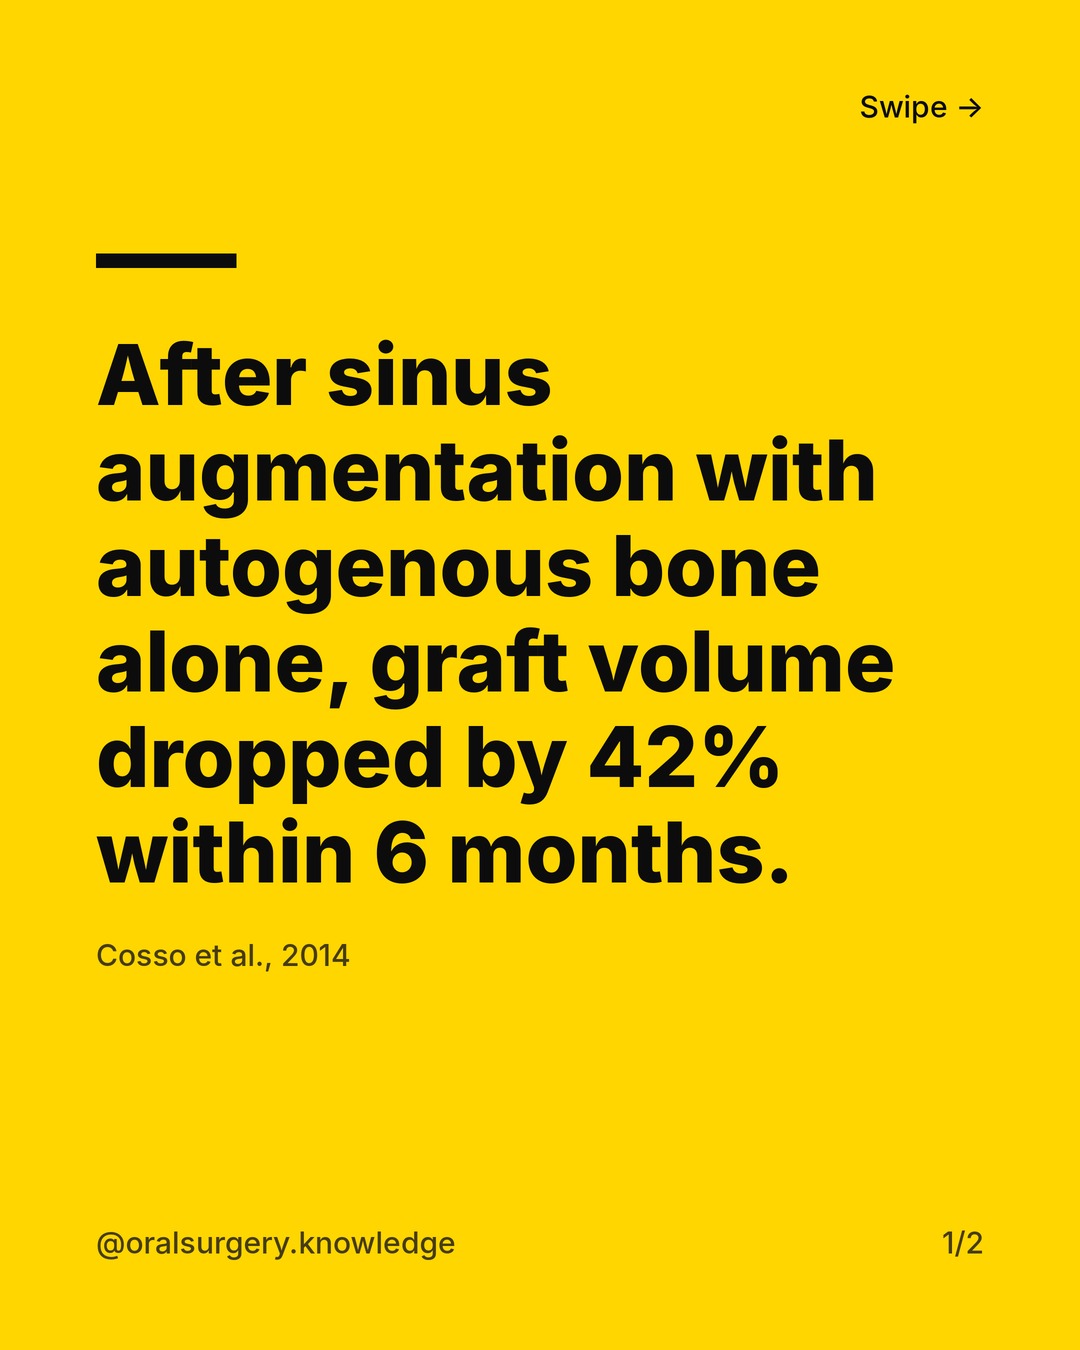 Swipe →
After sinus
augmentation with
autogenous bone
alone, graft volume
dropped by 42%
within 6 months.
Cosso et al., 2014
@oralsurgery.knowledge
1/2